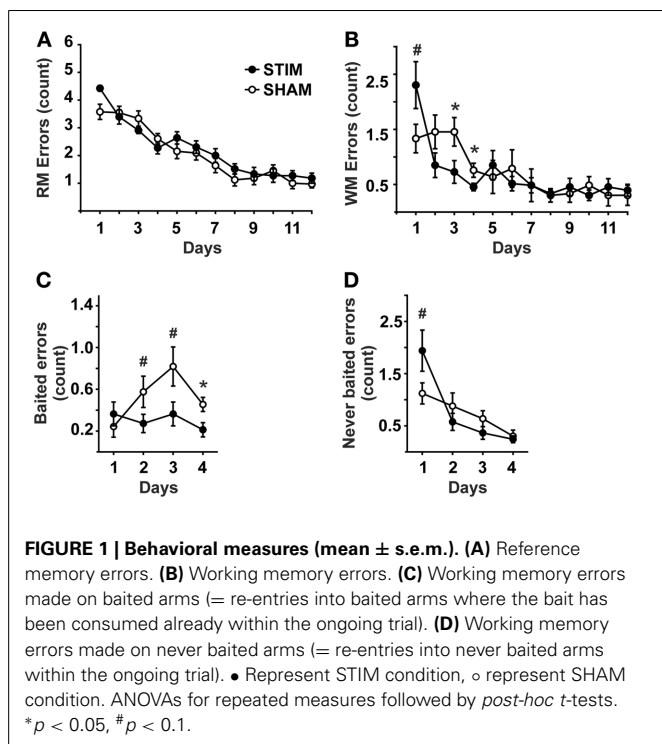 A
RM Errors (count)
6
5
4
3
2
1
STIM
SHAM
1 3 5 7 9 11
Days
B
WM Errors (count)
2.5
1.5
0.5
#
*
*
1 3 5 7 9 11
Days
C
Baited errors
(count)
1.4
1.0
0.6
0.2
#
#
*
1 2 3 4
Days
D
Never baited errors
(count)
2.5
1.5
0.5
#
1 2 3 4
Days
FIGURE 1 | Behavioral measures (mean ± s.e.m.). (A) Reference
memory errors. (B) Working memory errors. (C) Working memory errors
made on baited arms (= re-entries into baited arms where the bait has
been consumed already within the ongoing trial). (D) Working memory
errors made on never baited arms (= re-entries into never baited arms
within the ongoing trial). • Represent STIM condition, ○ represent SHAM
condition. ANOVAs for repeated measures followed by post-hoc t-tests.
*p < 0.05, #p < 0.1.